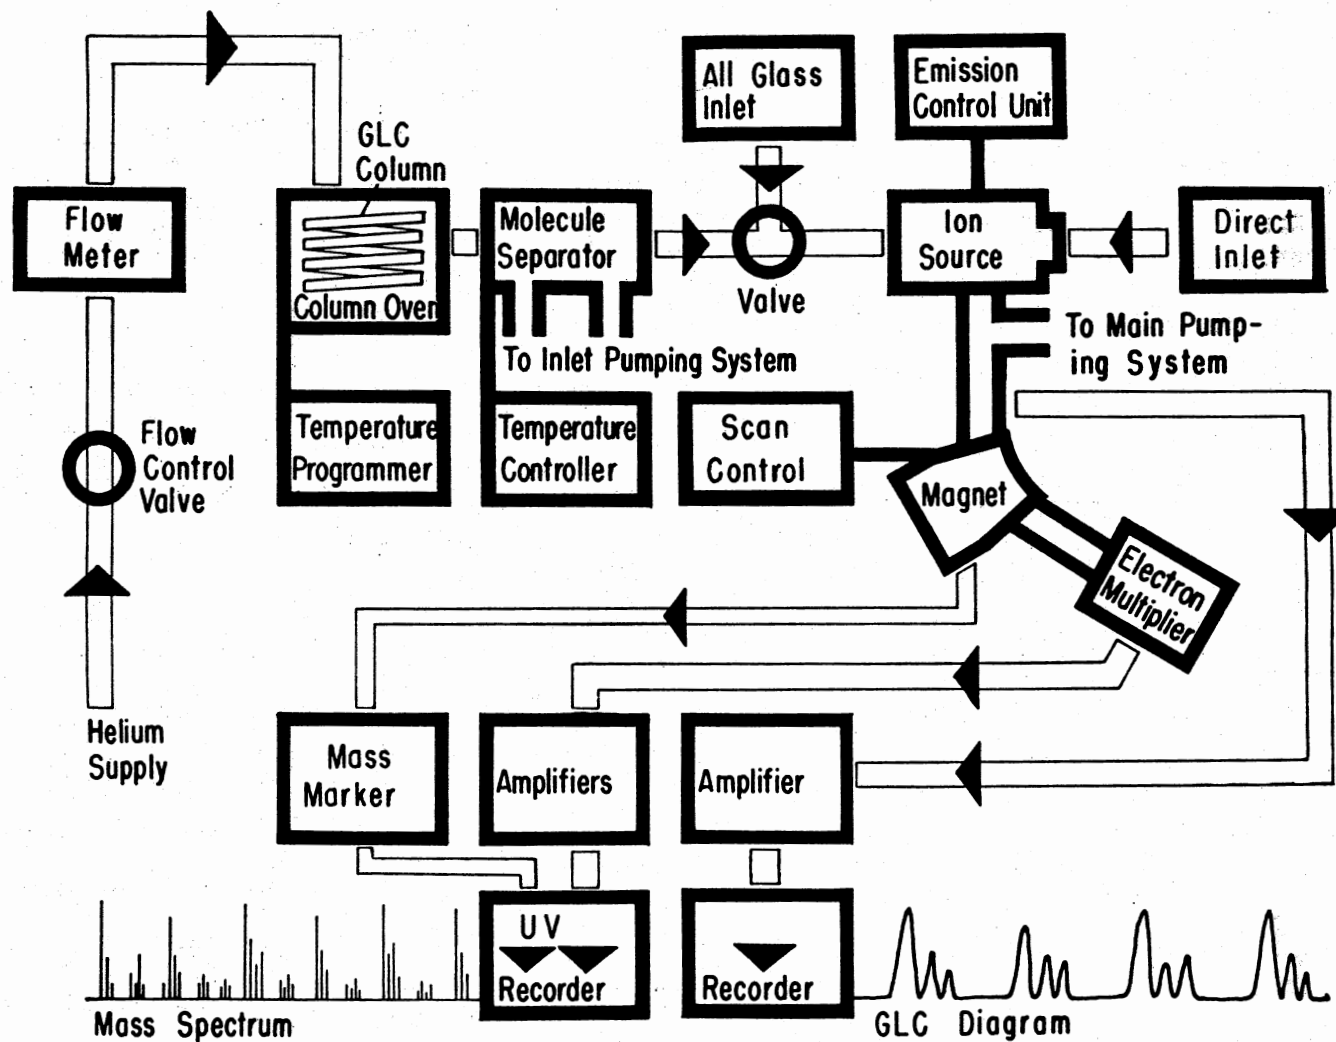 All Glass
Inlet
Emission
Control Unit
GLC
Column
Flow
Meter
Column Oven
Molecule
Separator
Valve
Ion
Source
Direct
Inlet
To Inlet Pumping System
To Main Pump-
ing System
Flow
Control
Valve
Temperature
Programmer
Temperature
Controller
Scan
Control
Magnet
Electron
Multiplier
Helium
Supply
Mass
Marker
Amplifiers
Amplifier
UV
Recorder
Recorder
Mass Spectrum
GLC Diagram